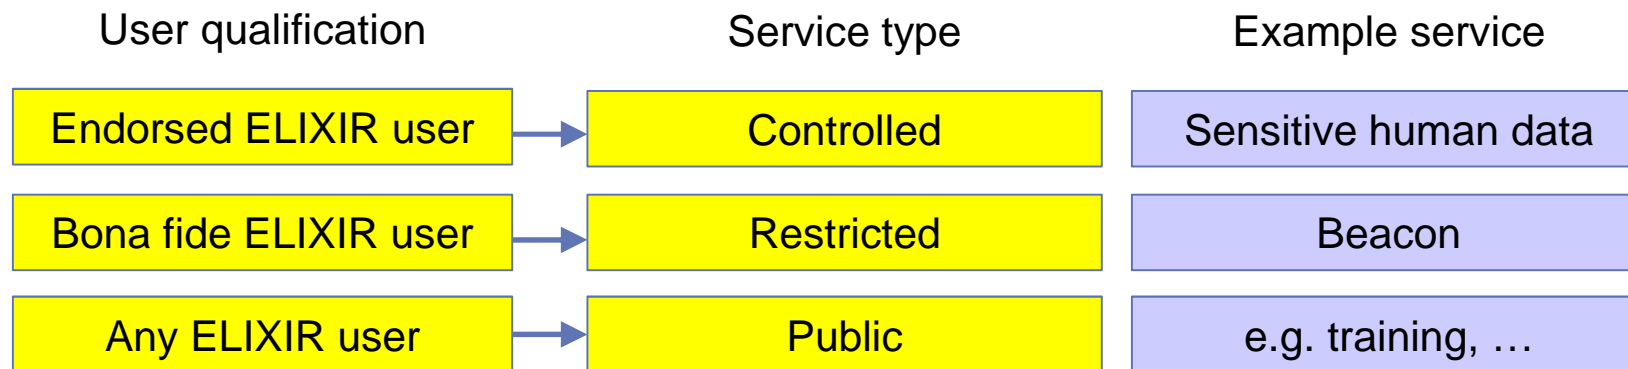 User qualification
Service type
Example service
Endorsed ELIXIR user
Controlled
Sensitive human data
Bona fide ELIXIR user
Restricted
Beacon
Any ELIXIR user
Public
e.g. training, …